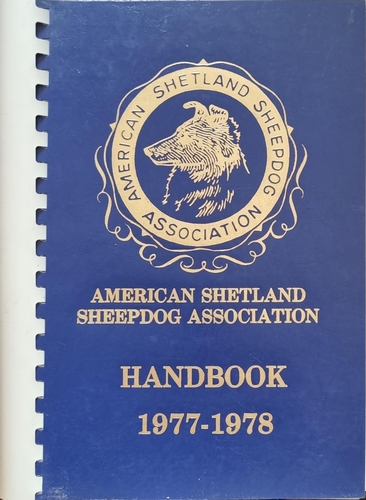 AMERICAN SHETLAND SHEEPDOG
ASSOCIATION
AMERICAN SHETLAND
SHEEPDOG ASSOCIATION
HANDBOOK
1977-1978